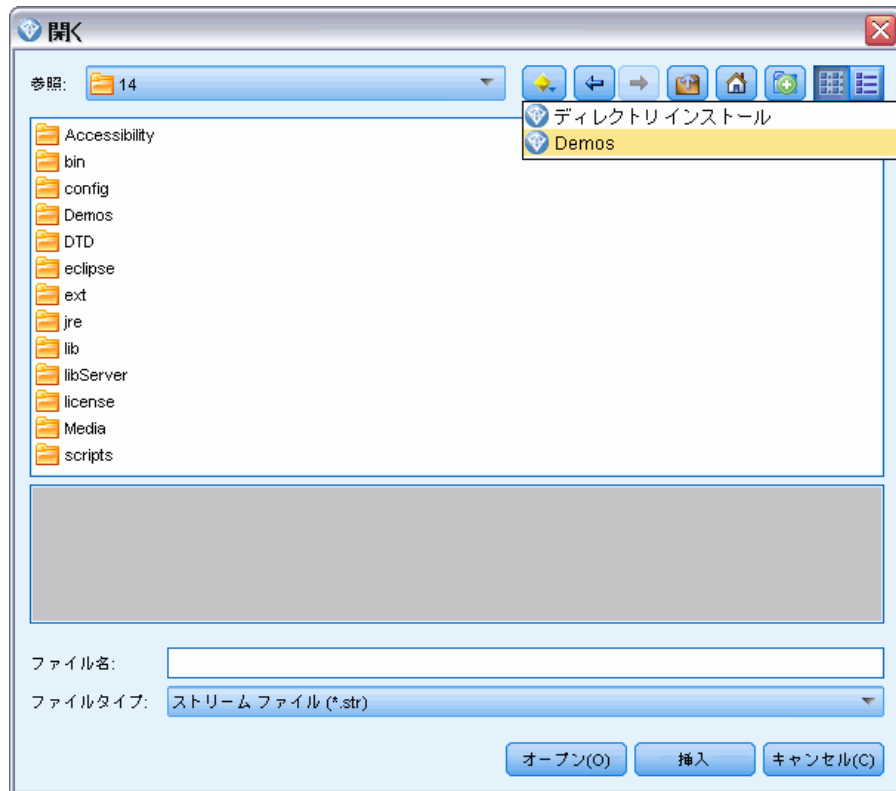 開く
参照: 14
ディレクトリ インストール
Demos
Accessibility
bin
config
Demos
DTD
eclipse
ext
jre
lib
libServer
license
Media
scripts
ファイル名:
ファイルタイプ: ストリーム ファイル (*.str)
オープン(O) 挿入 キャンセル(C)